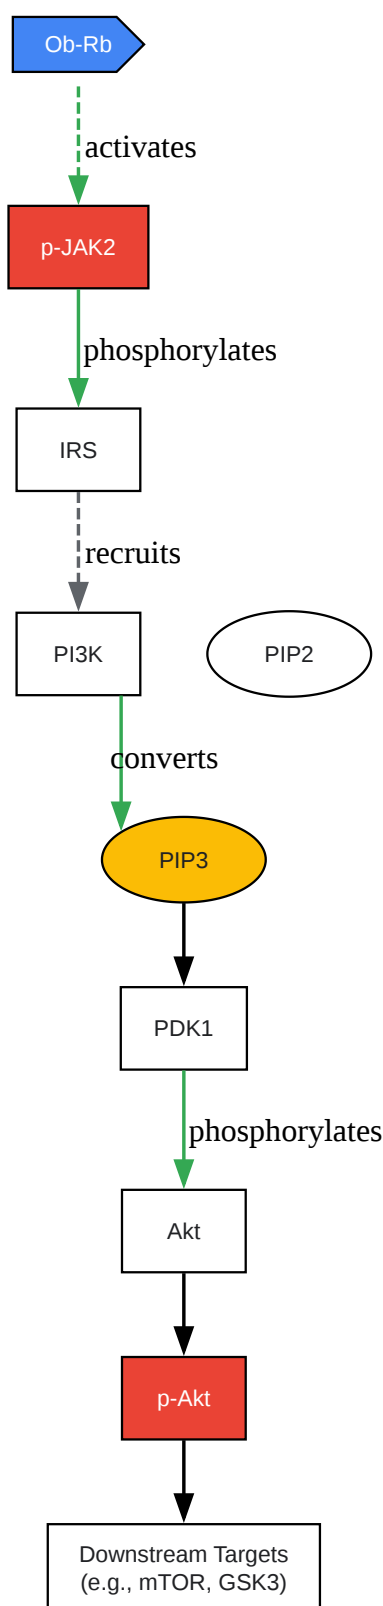 Ob-Rb
activates
p-JAK2
phosphorylates
IRS
recruits
PI3K
PIP2
converts
PIP3
PDK1
phosphorylates
Akt
p-Akt
Downstream Targets
(e.g., mTOR, GSK3)